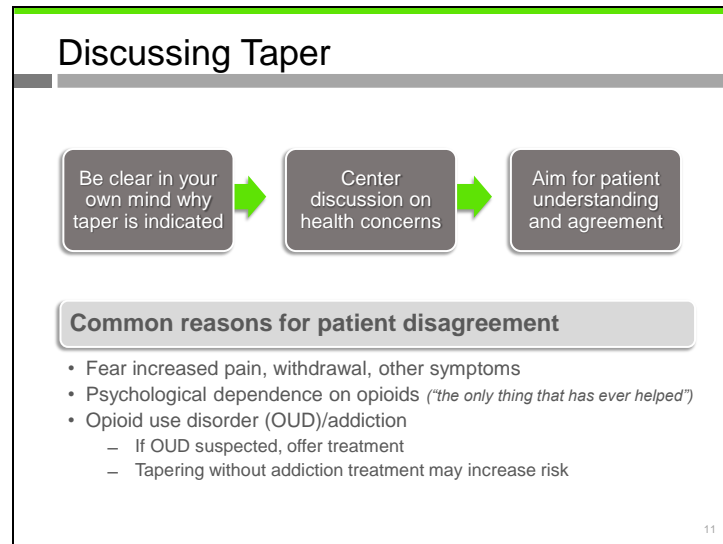 Discussing Taper
Be clear in your
own mind why
taper is indicated
Center
discussion on
health concerns
Aim for patient
understanding
and agreement
Common reasons for patient disagreement
• Fear increased pain, withdrawal, other symptoms
• Psychological dependence on opioids (“the only thing that has ever helped”)
• Opioid use disorder (OUD)/addiction
– If OUD suspected, offer treatment
– Tapering without addiction treatment may increase risk
11